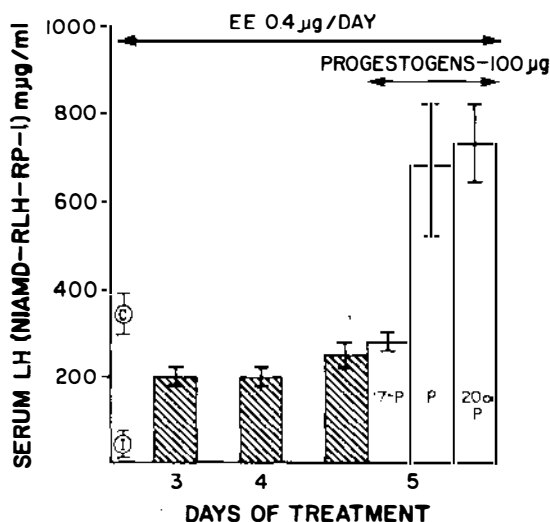 EE 0.4 µg/DAY
PROGESTOGENS-100 µg
1000
800
600
400
200
SERUM LH (NIAMD-RLH-RP-I) mµg/ml
C
I
17-P
P
20α
P
3
4
5
DAYS OF TREATMENT